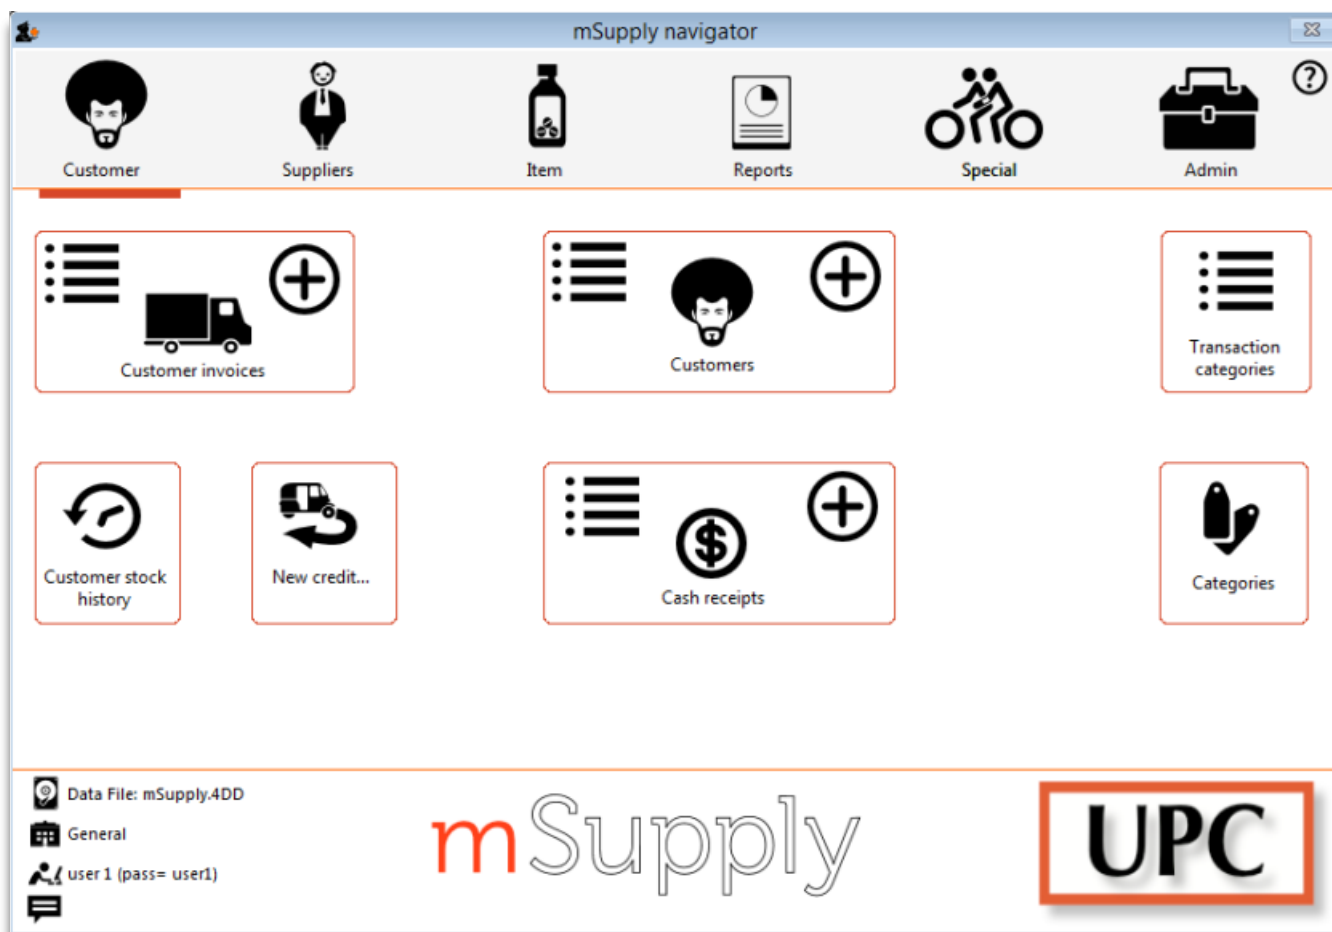 mSupply navigator
Customer
Suppliers
Item
Reports
Special
Admin
?
Customer invoices
Customers
Transaction
categories
Customer stock
history
New credit...
$
Cash receipts
Categories
Data File: mSupply.4DD
General
user 1 (pass= user1)
mSupply
UPC